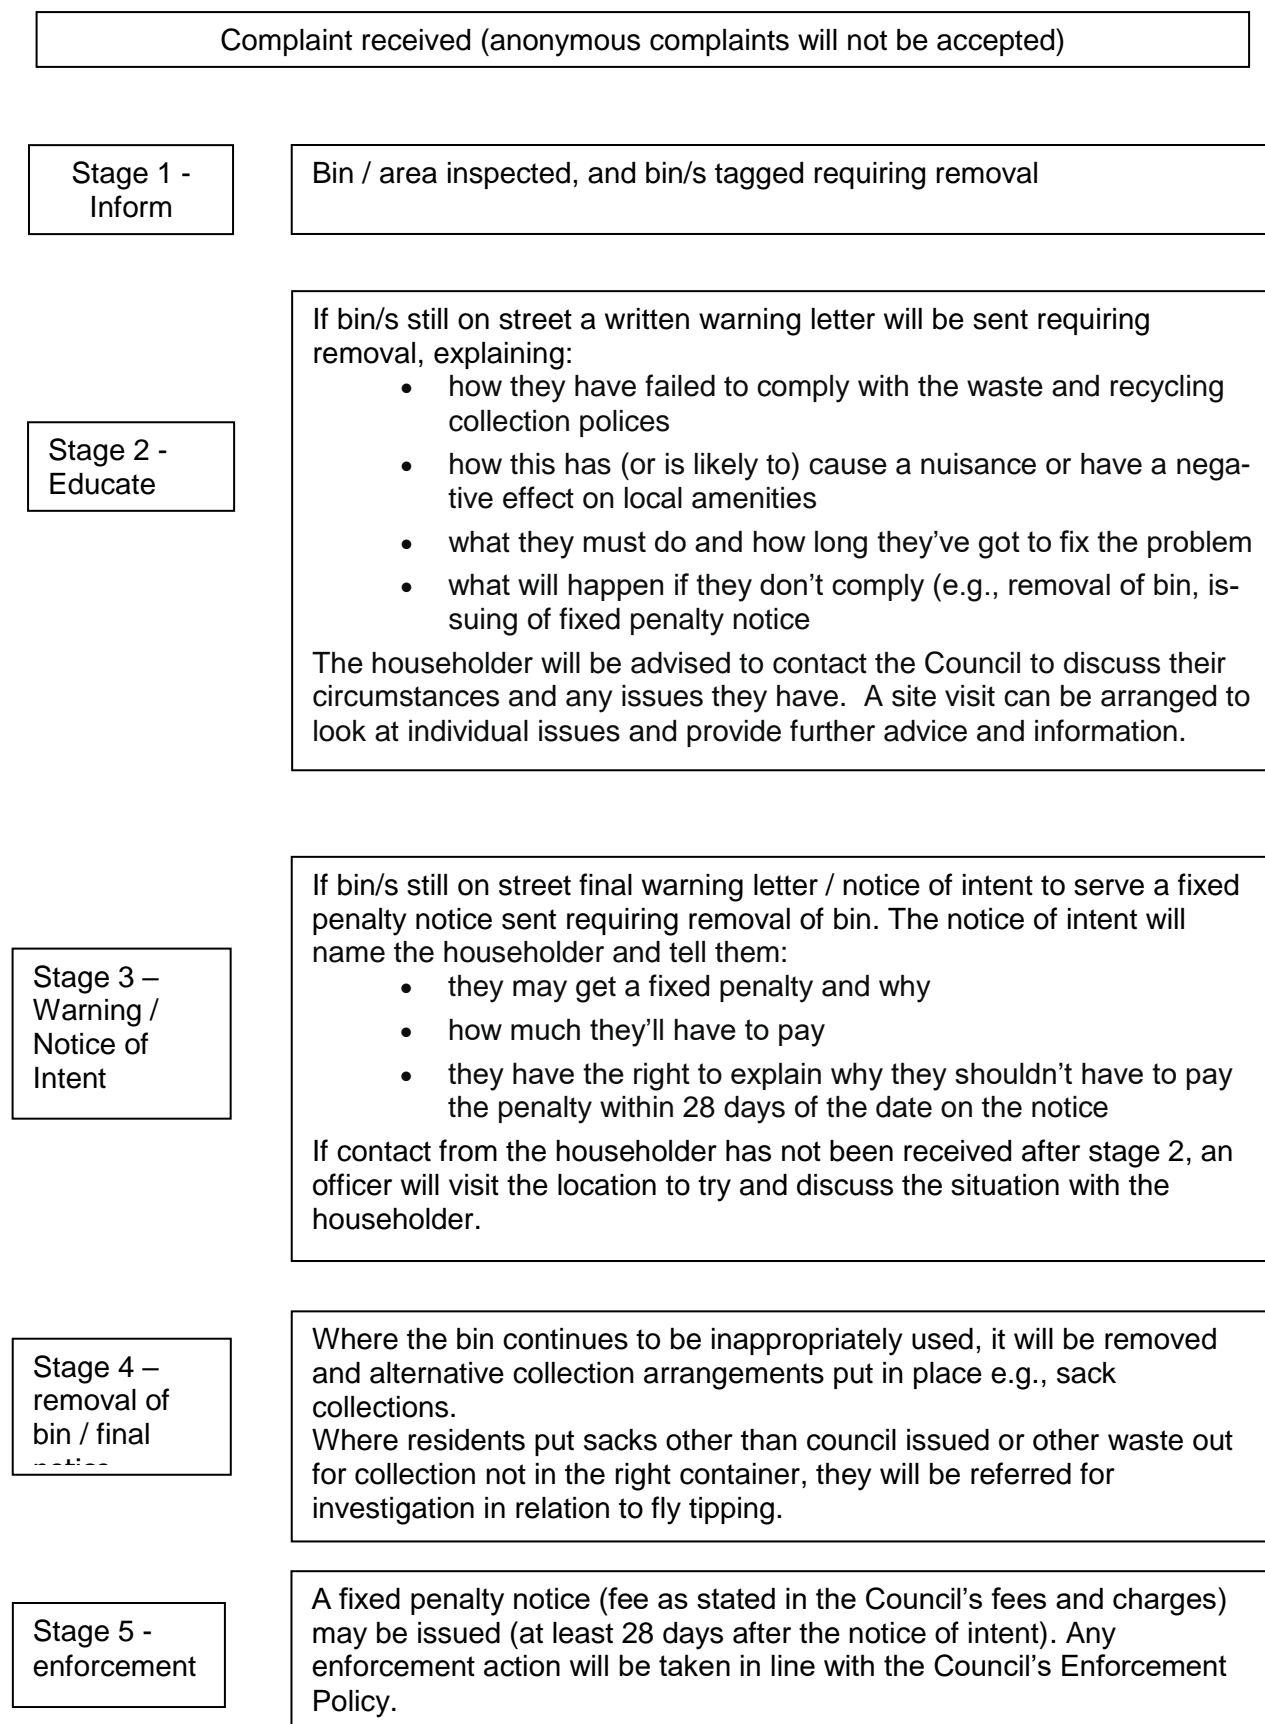 Complaint received (anonymous complaints will not be accepted)
Stage 1 -
Inform
Bin / area inspected, and bin/s tagged requiring removal
Stage 2 -
Educate
If bin/s still on street a written warning letter will be sent requiring
removal, explaining:
• how they have failed to comply with the waste and recycling
collection polices
• how this has (or is likely to) cause a nuisance or have a nega-
tive effect on local amenities
• what they must do and how long they’ve got to fix the problem
• what will happen if they don’t comply (e.g., removal of bin, is-
suing of fixed penalty notice
The householder will be advised to contact the Council to discuss their
circumstances and any issues they have.  A site visit can be arranged to
look at individual issues and provide further advice and information.
Stage 3 –
Warning /
Notice of
Intent
If bin/s still on street final warning letter / notice of intent to serve a fixed
penalty notice sent requiring removal of bin. The notice of intent will
name the householder and tell them:
• they may get a fixed penalty and why
• how much they’ll have to pay
• they have the right to explain why they shouldn’t have to pay
the penalty within 28 days of the date on the notice
If contact from the householder has not been received after stage 2, an
officer will visit the location to try and discuss the situation with the
householder.
Stage 4 –
removal of
bin / final
Where the bin continues to be inappropriately used, it will be removed
and alternative collection arrangements put in place e.g., sack
collections.
Where residents put sacks other than council issued or other waste out
for collection not in the right container, they will be referred for
investigation in relation to fly tipping.
Stage 5 -
enforcement
A fixed penalty notice (fee as stated in the Council’s fees and charges)
may be issued (at least 28 days after the notice of intent). Any
enforcement action will be taken in line with the Council’s Enforcement
Policy.